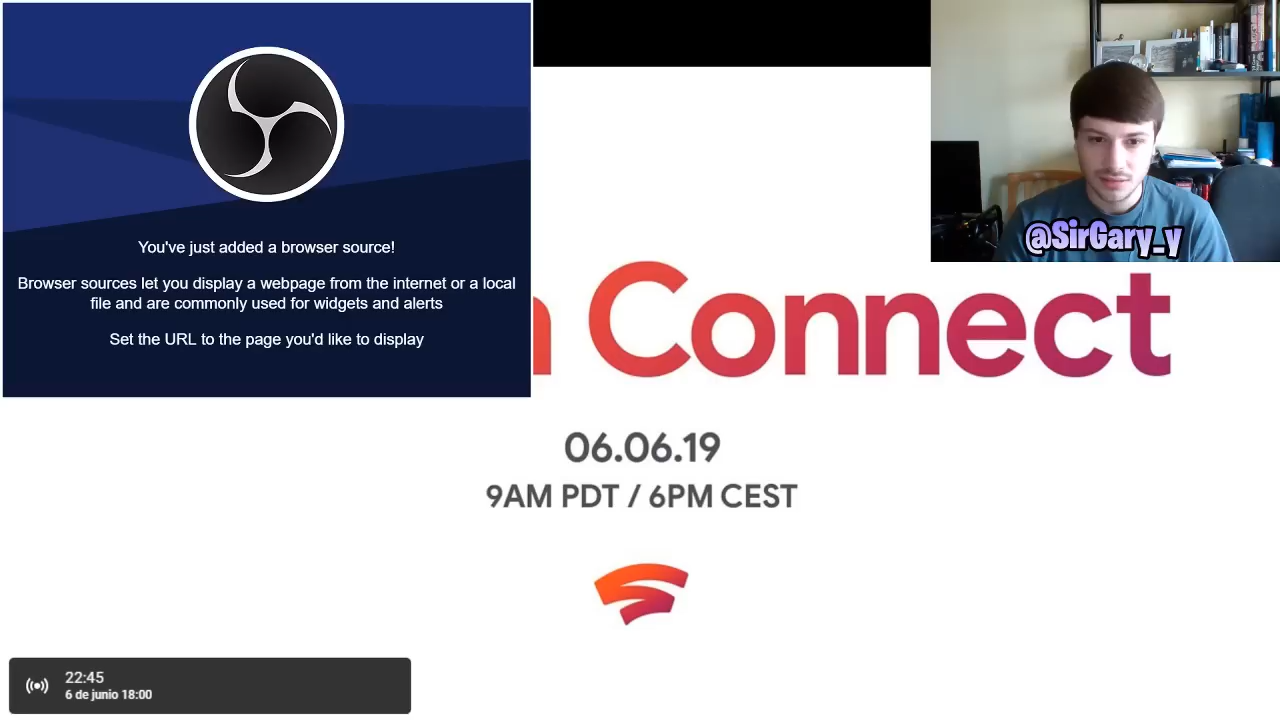 You've just added a browser source!
Browser sources let you display a webpage from the internet or a local
file and are commonly used for widgets and alerts
Set the URL to the page you'd like to display
@SirGary_y
Connect
06.06.19
9AM PDT / 6PM CEST
22:45
6 de junio 18:00